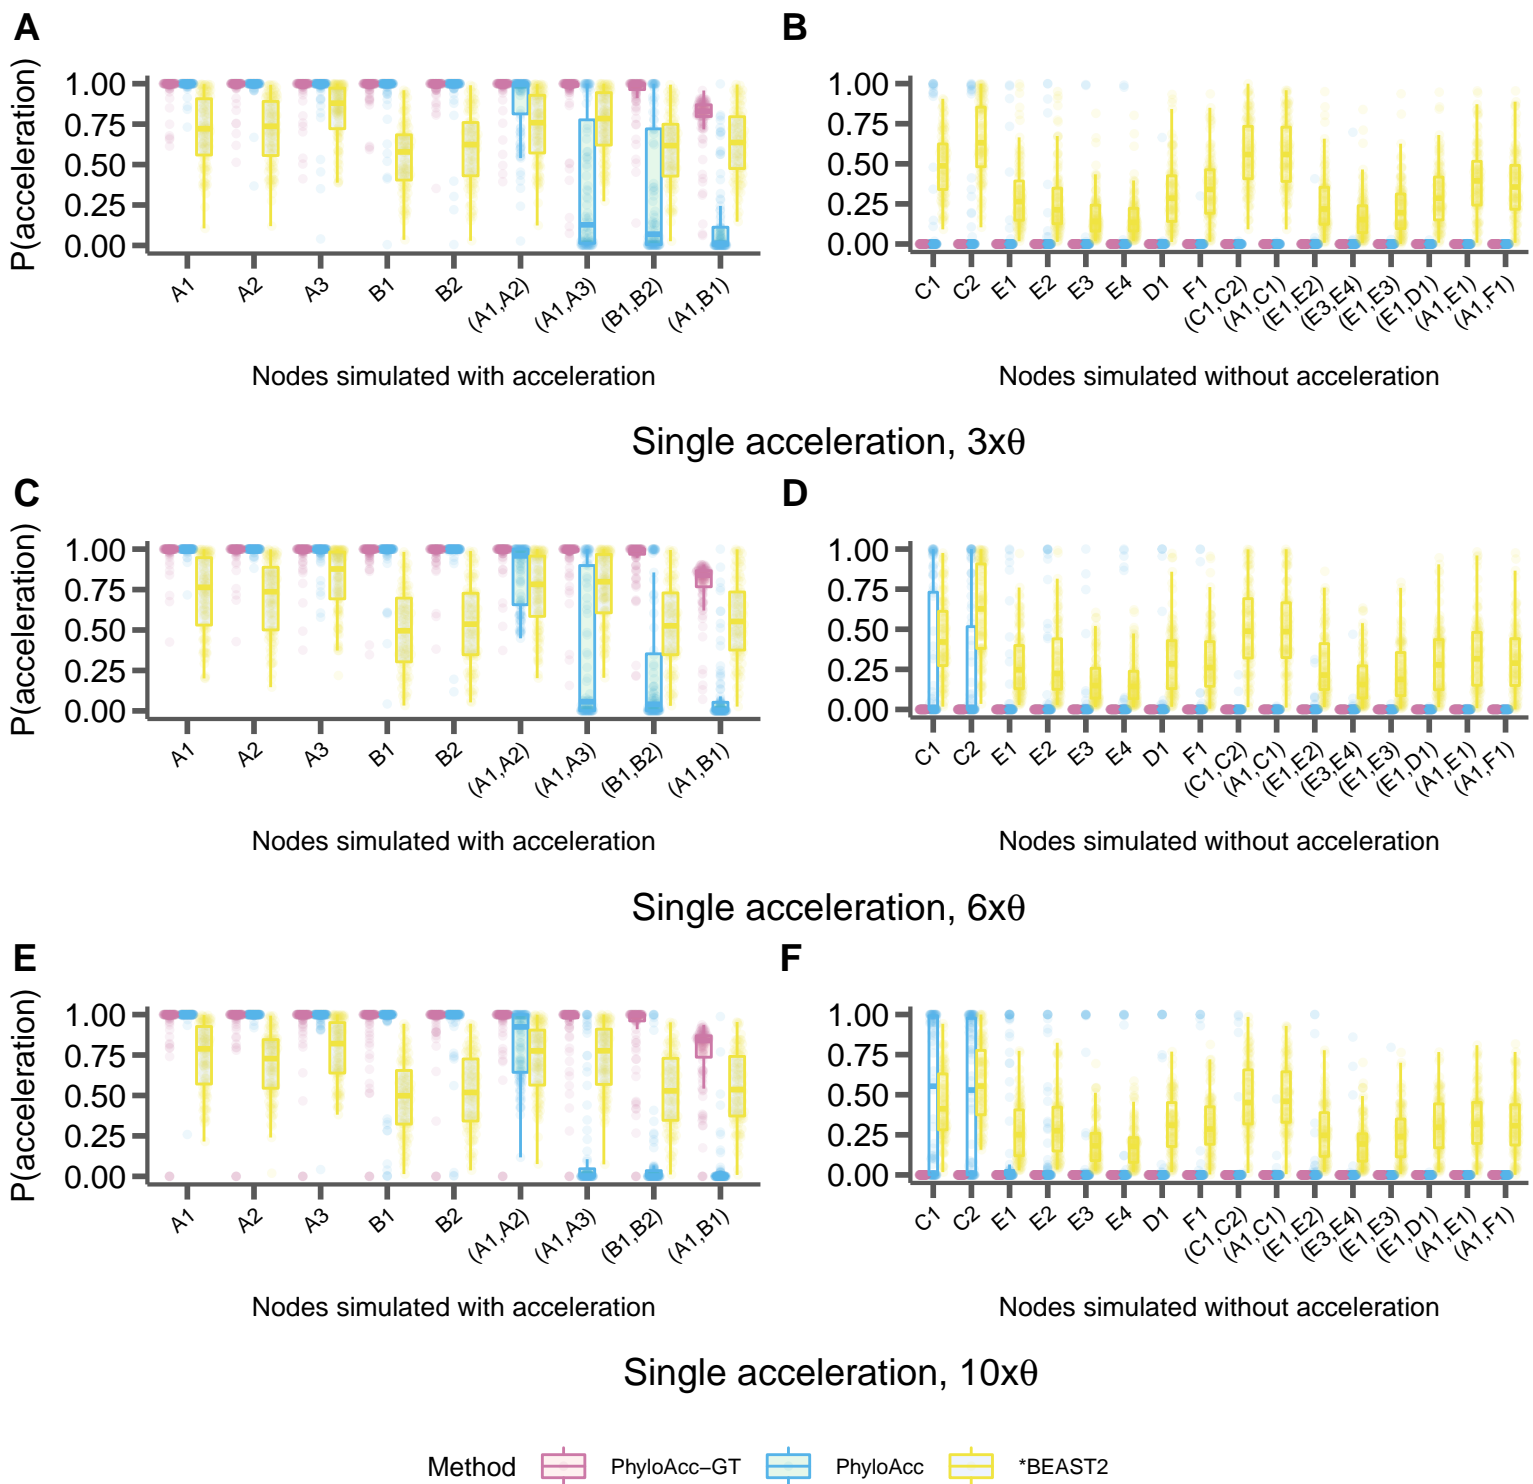 A
B
P(acceleration)
1.00
0.75
0.50
0.25
0.00
A1
A2
A3
B1
B2
(A1,A2)
(A1,A3)
(B1,B2)
(A1,B1)
Nodes simulated with acceleration
1.00
0.75
0.50
0.25
0.00
C1
C2
E1
E2
E3
E4
D1
F1
(C1,C2)
(A1,C1)
(E1,E2)
(E3,E4)
(E1,E3)
(E1,D1)
(A1,E1)
(A1,F1)
Nodes simulated without acceleration
Single acceleration, 3xθ
C
D
P(acceleration)
1.00
0.75
0.50
0.25
0.00
A1
A2
A3
B1
B2
(A1,A2)
(A1,A3)
(B1,B2)
(A1,B1)
Nodes simulated with acceleration
1.00
0.75
0.50
0.25
0.00
C1
C2
E1
E2
E3
E4
D1
F1
(C1,C2)
(A1,C1)
(E1,E2)
(E3,E4)
(E1,E3)
(E1,D1)
(A1,E1)
(A1,F1)
Nodes simulated without acceleration
Single acceleration, 6xθ
E
F
P(acceleration)
1.00
0.75
0.50
0.25
0.00
A1
A2
A3
B1
B2
(A1,A2)
(A1,A3)
(B1,B2)
(A1,B1)
Nodes simulated with acceleration
1.00
0.75
0.50
0.25
0.00
C1
C2
E1
E2
E3
E4
D1
F1
(C1,C2)
(A1,C1)
(E1,E2)
(E3,E4)
(E1,E3)
(E1,D1)
(A1,E1)
(A1,F1)
Nodes simulated without acceleration
Single acceleration, 10xθ
Method PhyloAcc−GT PhyloAcc *BEAST2